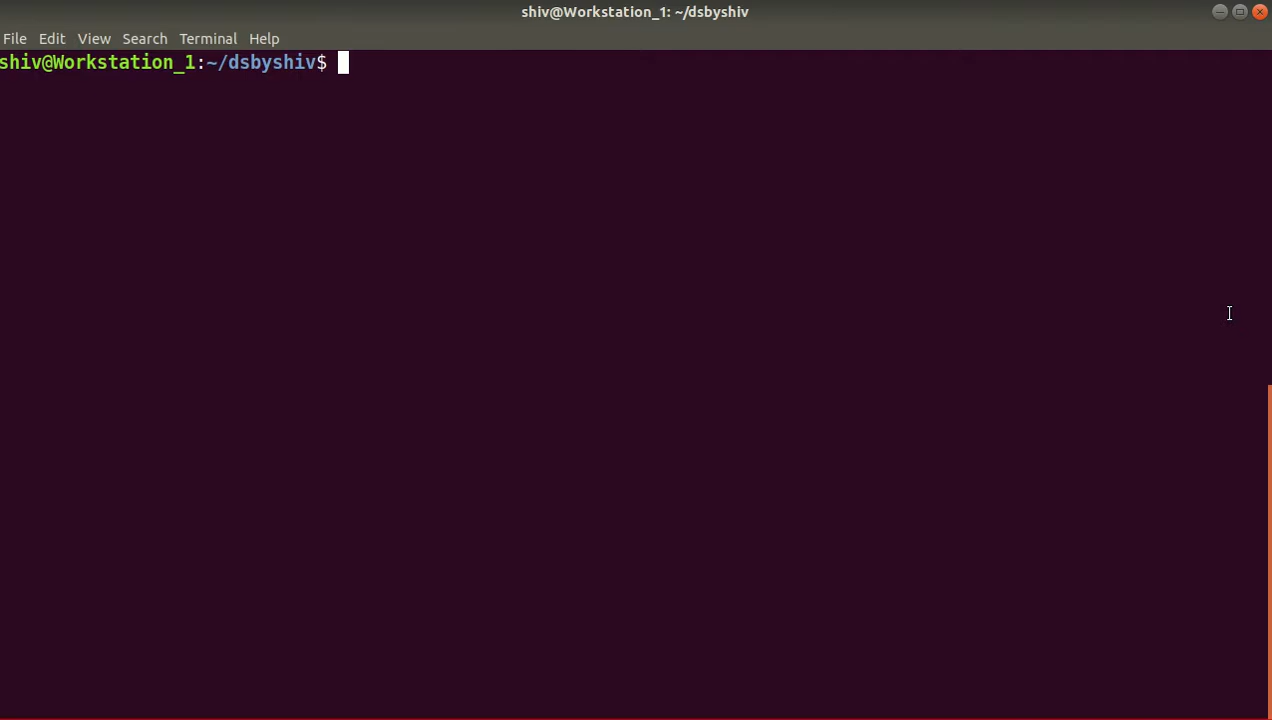 shiv@Workstation_1: ~/dsbyshiv
File Edit View Search Terminal Help
shiv@Workstation_1:~/dsbyshiv$